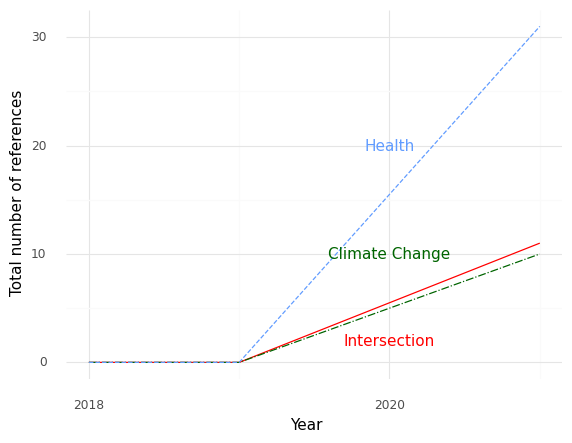 Total number of references
30
20
10
0
Health
Climate Change
Intersection
2018
2020
Year